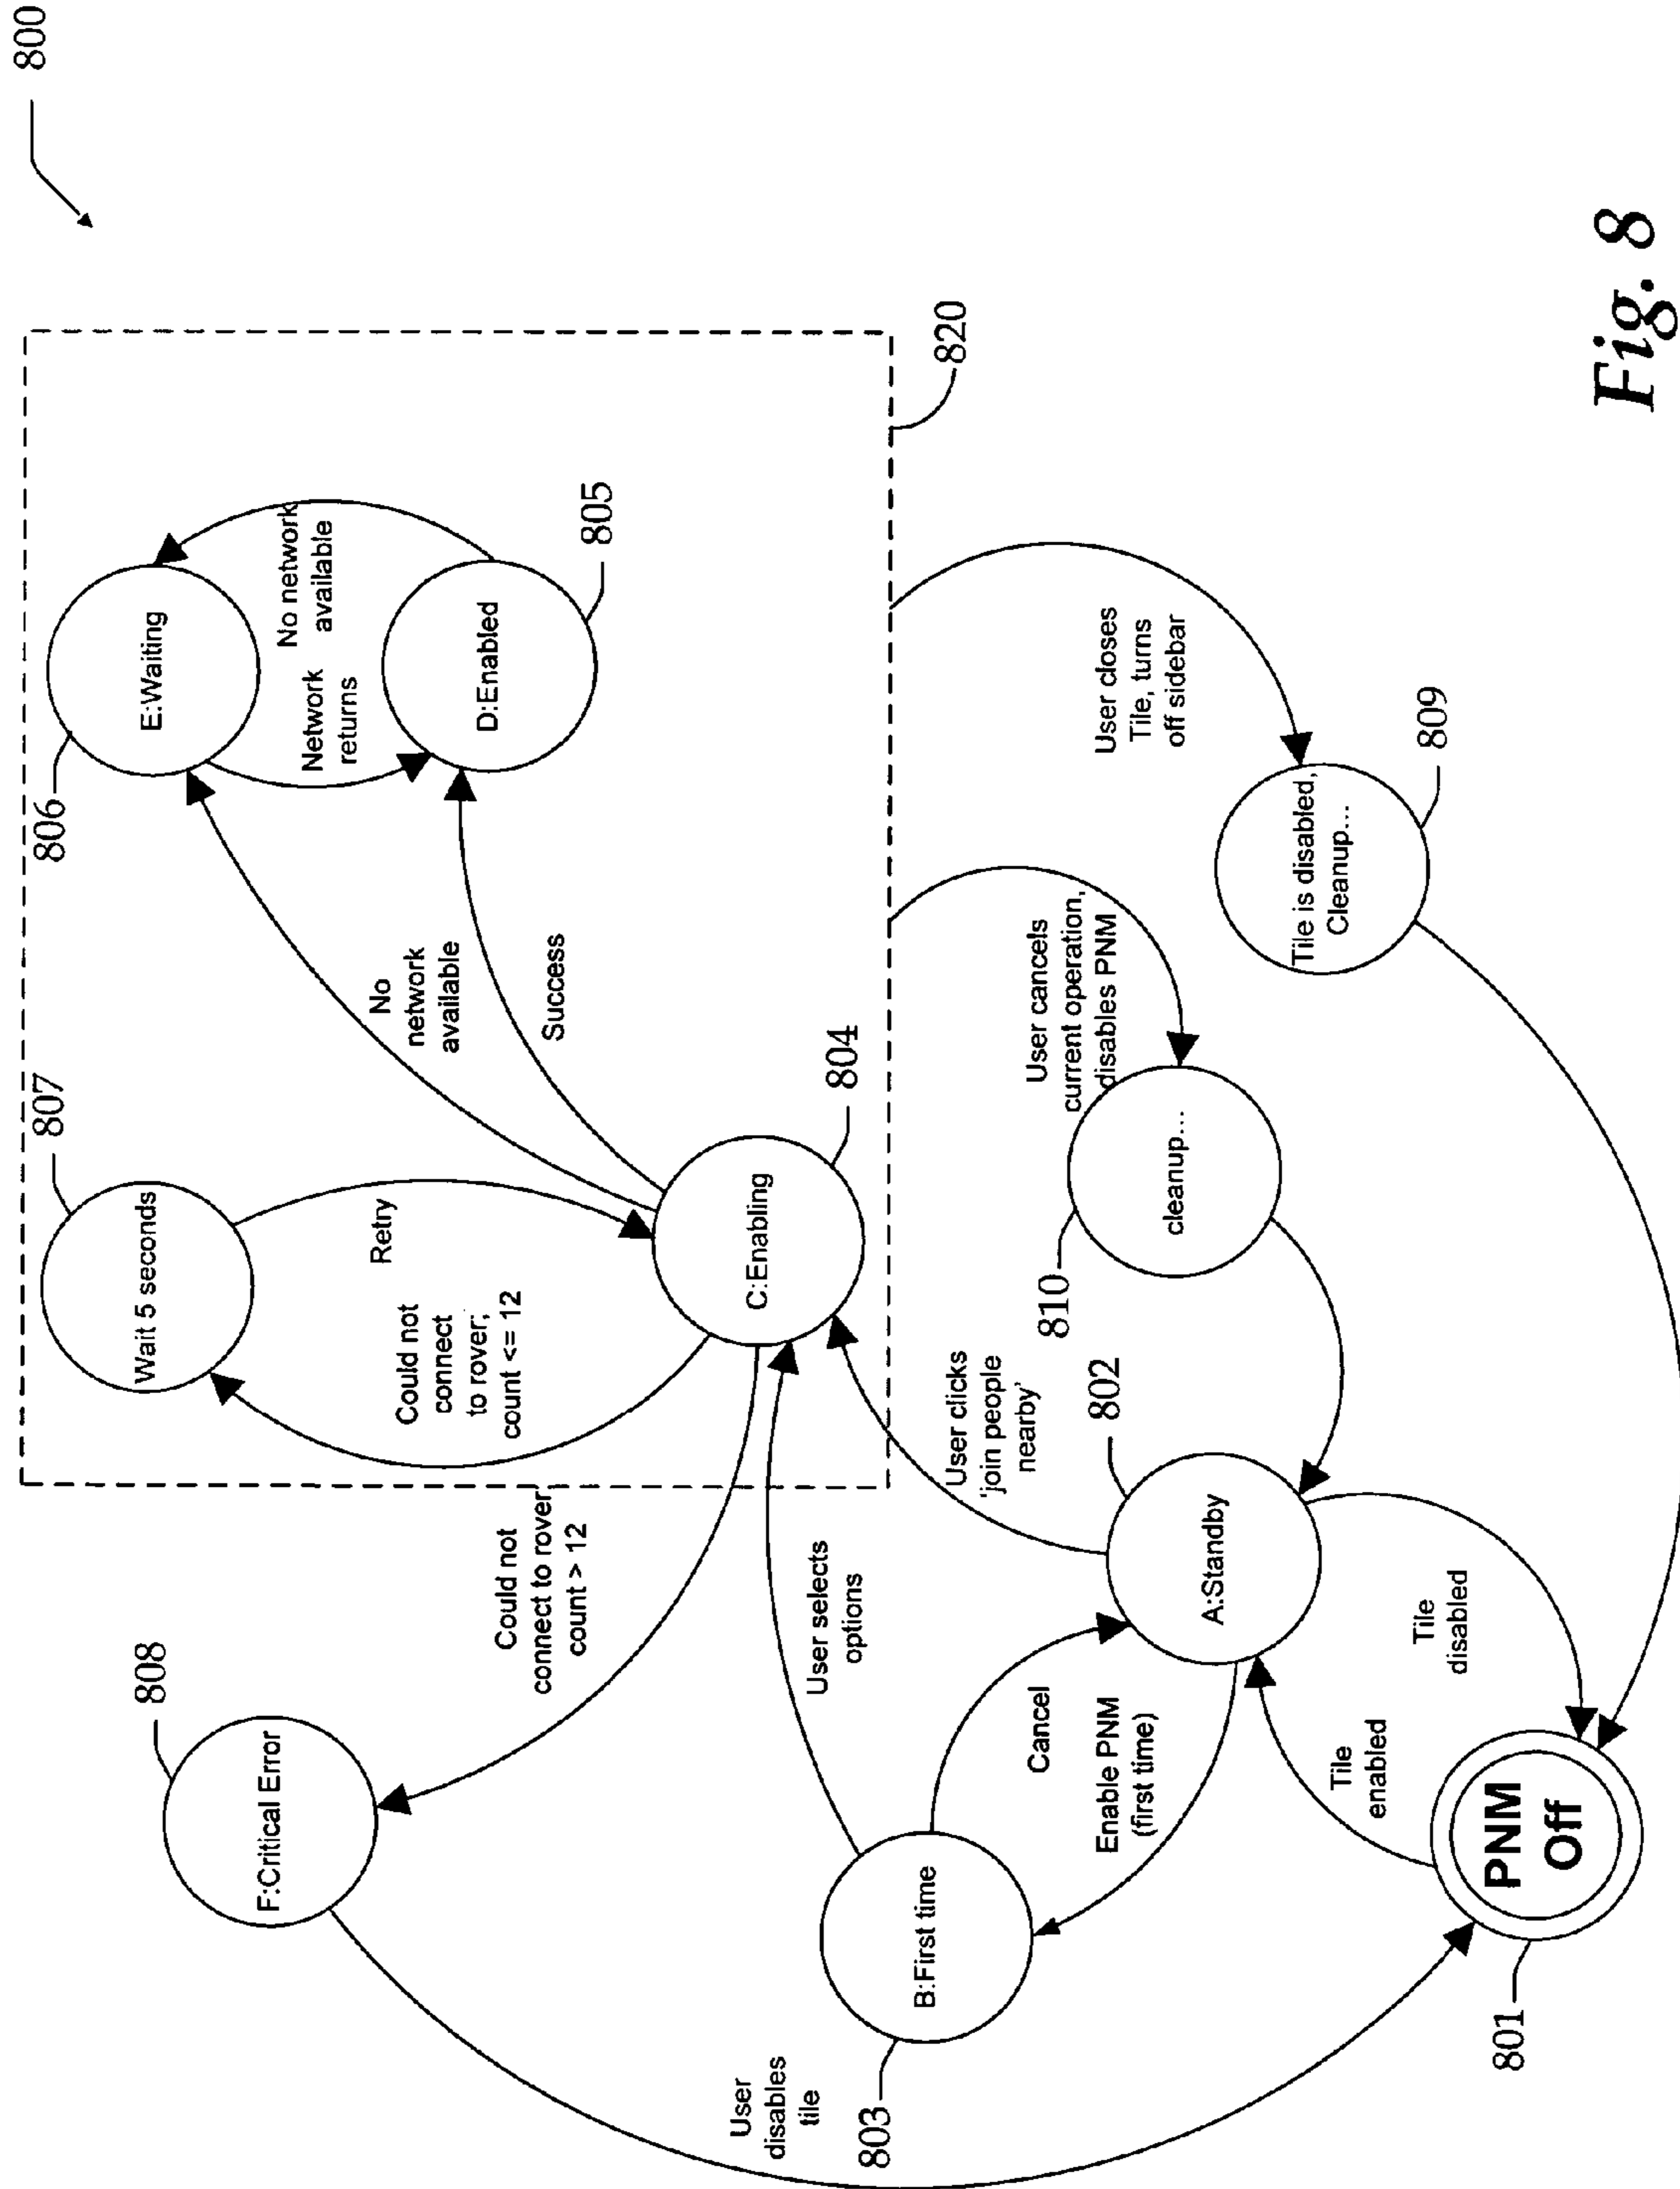 800
806
E:Waiting
No network
available
Network
returns
D:Enabled
805
820
807
Wait 5 seconds
Retry
Could not
connect
to rover;
count <= 12
No
network
available
Success
C:Enabling
804
808
F:Critical Error
Could not
connect to rover
count > 12
User selects
options
User clicks
'join people
nearby'
User cancels
current operation,
disables PNM
User closes
Tile, turns
off sidebar
810
cleanup...
Tile is disabled,
Cleanup...
809
802
A:Standby
Cancel
Enable PNM
(first time)
803
B:First time
User
disables
tile
Tile
enabled
Tile
disabled
801
PNM
Off
Fig. 8